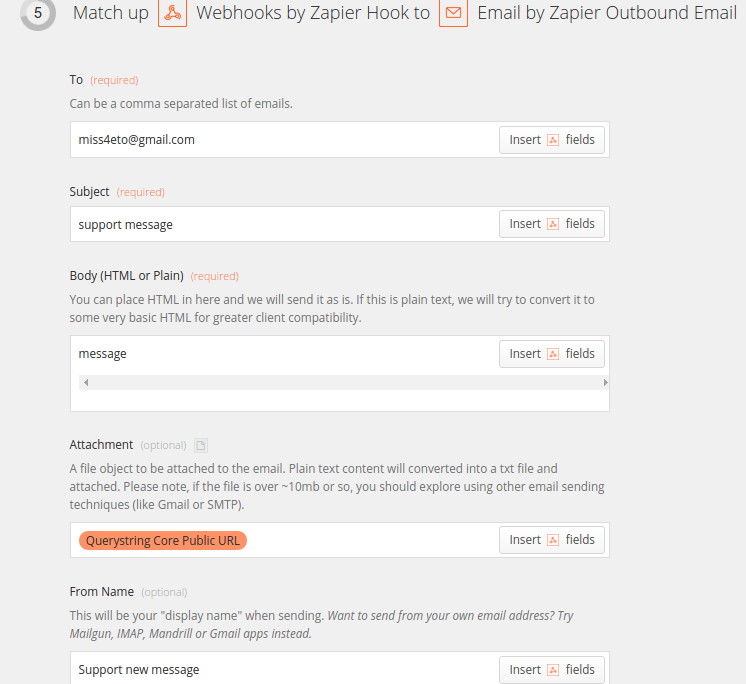 5 Match up Webhooks by Zapier Hook to Email by Zapier Outbound Email
To (required)
Can be a comma separated list of emails.
miss4eto@gmail.com Insert fields
Subject (required)
support message Insert fields
Body (HTML or Plain) (required)
You can place HTML in here and we will send it as is. If this is plain text, we will try to convert it to
some very basic HTML for greater client compatibility.
message Insert fields
Attachment (optional)
A file object to be attached to the email. Plain text content will converted into a txt file and
attached. Please note, if the file is over ~10mb or so, you should explore using other email sending
techniques (like Gmail or SMTP).
Querystring Core Public URL Insert fields
From Name (optional)
This will be your "display name" when sending. Want to send from your own email address? Try
Mailgun, IMAP, Mandrill or Gmail apps instead.
Support new message Insert fields